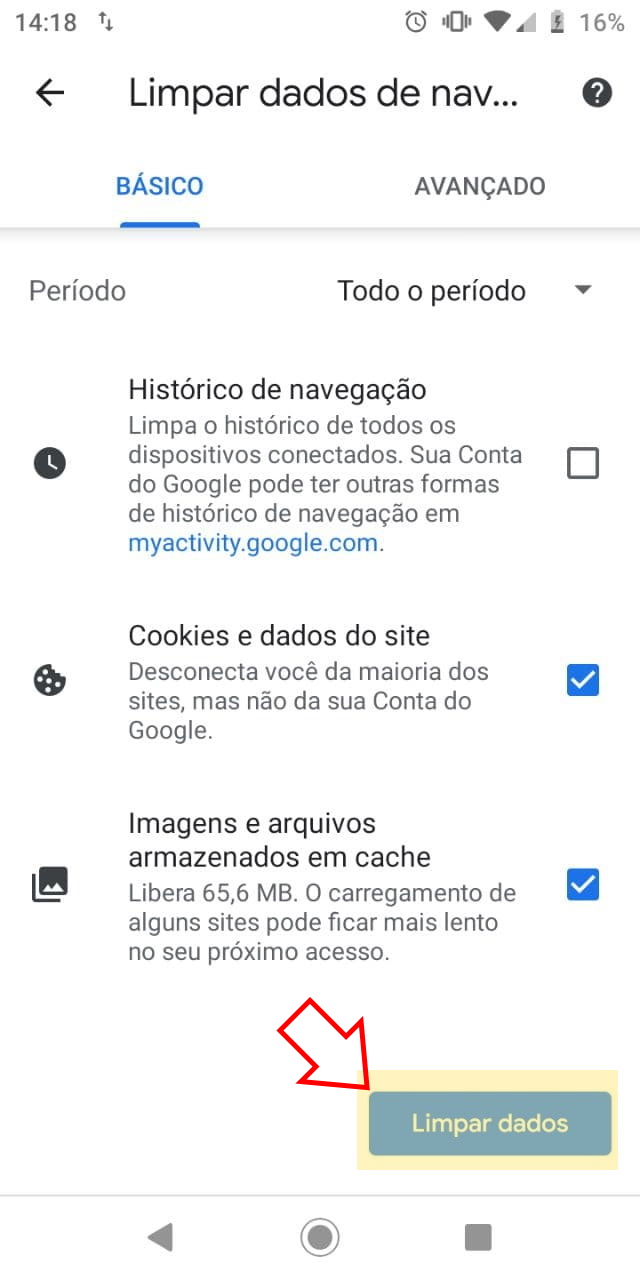 14:18 16%
Limpar dados de nav...
BÁSICO AVANÇADO
Período Todo o período
Histórico de navegação
Limpa o histórico de todos os
dispositivos conectados. Sua Conta
do Google pode ter outras formas
de histórico de navegação em
myactivity.google.com.
Cookies e dados do site
Desconecta você da maioria dos
sites, mas não da sua Conta do
Google.
Imagens e arquivos
armazenados em cache
Libera 65,6 MB. O carregamento de
alguns sites pode ficar mais lento
no seu próximo acesso.
Limpar dados